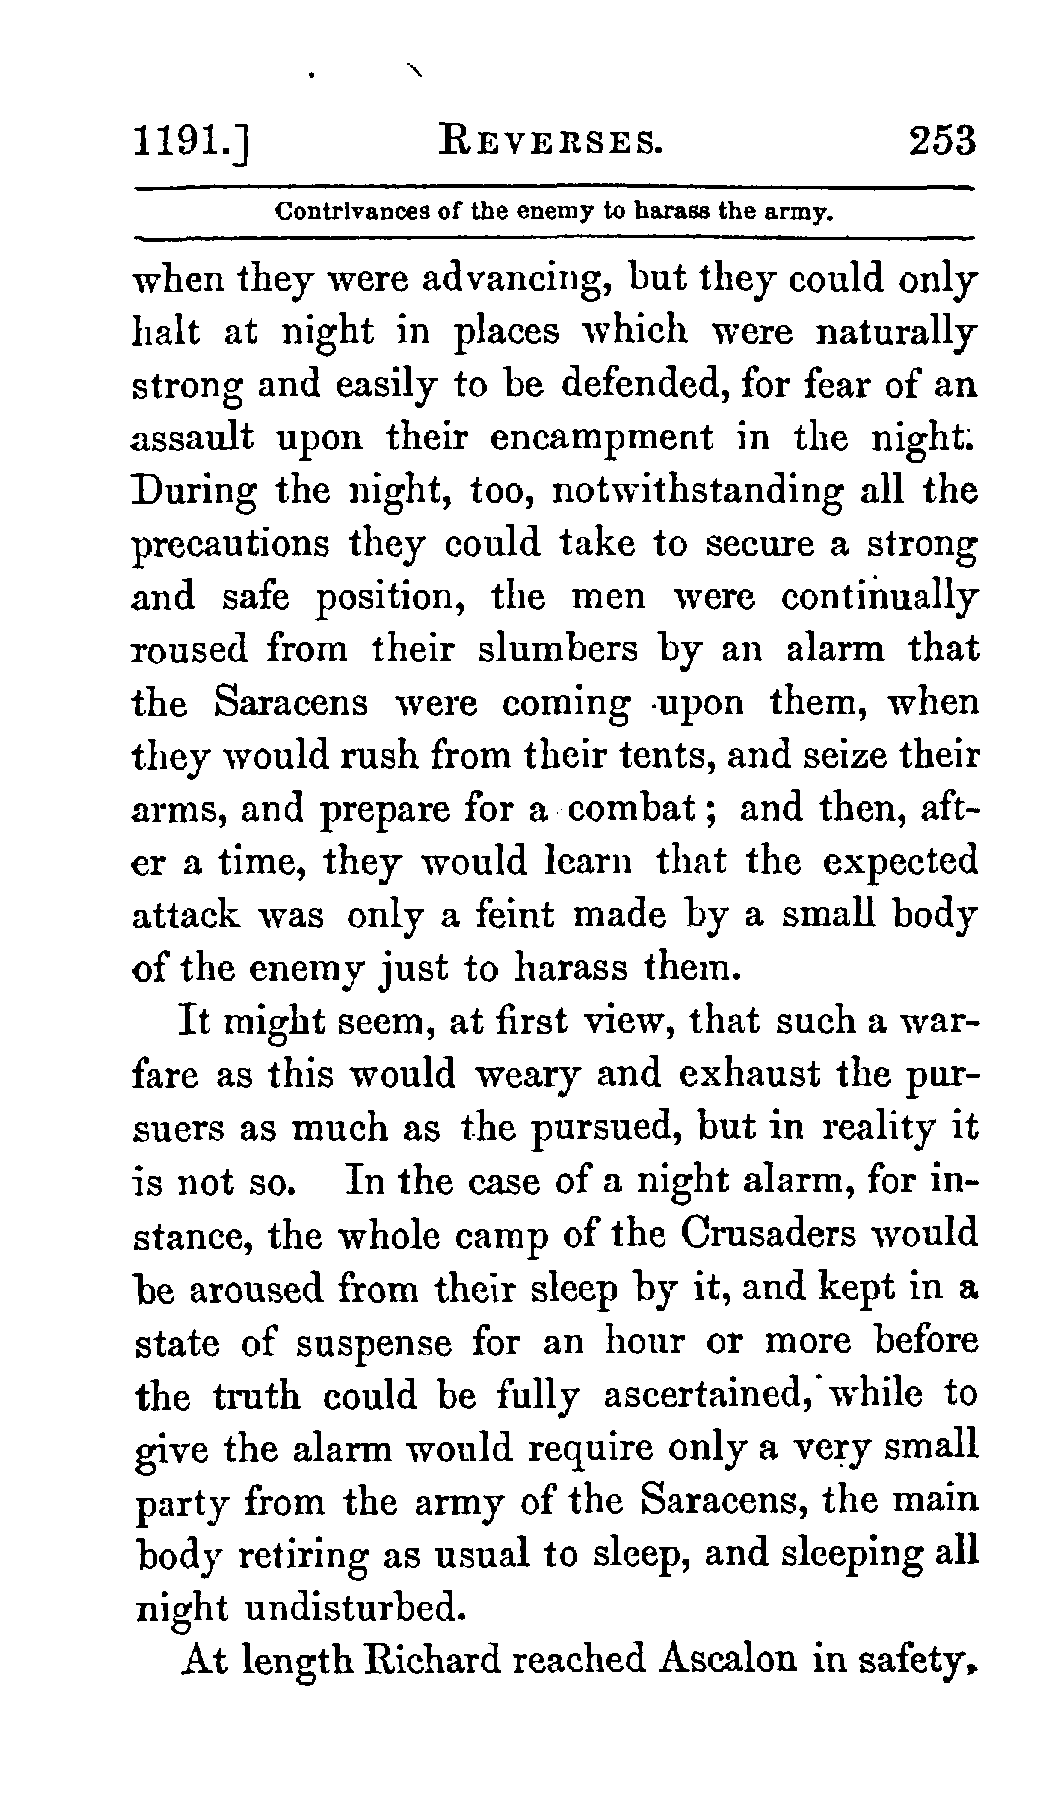 1191.] REVERSES. 253
Contrivances of the enemy to harass the army.
when they were advancing, but they could only
halt at night in places which were naturally
strong and easily to be defended, for fear of an
assault upon their encampment in the night.
During the night, too, notwithstanding all the
precautions they could take to secure a strong
and safe position, the men were continually
roused from their slumbers by an alarm that
the Saracens were coming upon them, when
they would rush from their tents, and seize their
arms, and prepare for a combat; and then, aft-
er a time, they would learn that the expected
attack was only a feint made by a small body
of the enemy just to harass them.
It might seem, at first view, that such a war-
fare as this would weary and exhaust the pur-
suers as much as the pursued, but in reality it
is not so. In the case of a night alarm, for in-
stance, the whole camp of the Crusaders would
be aroused from their sleep by it, and kept in a
state of suspense for an hour or more before
the truth could be fully ascertained, while to
give the alarm would require only a very small
party from the army of the Saracens, the main
body retiring as usual to sleep, and sleeping all
night undisturbed.
At length Richard reached Ascalon in safety,